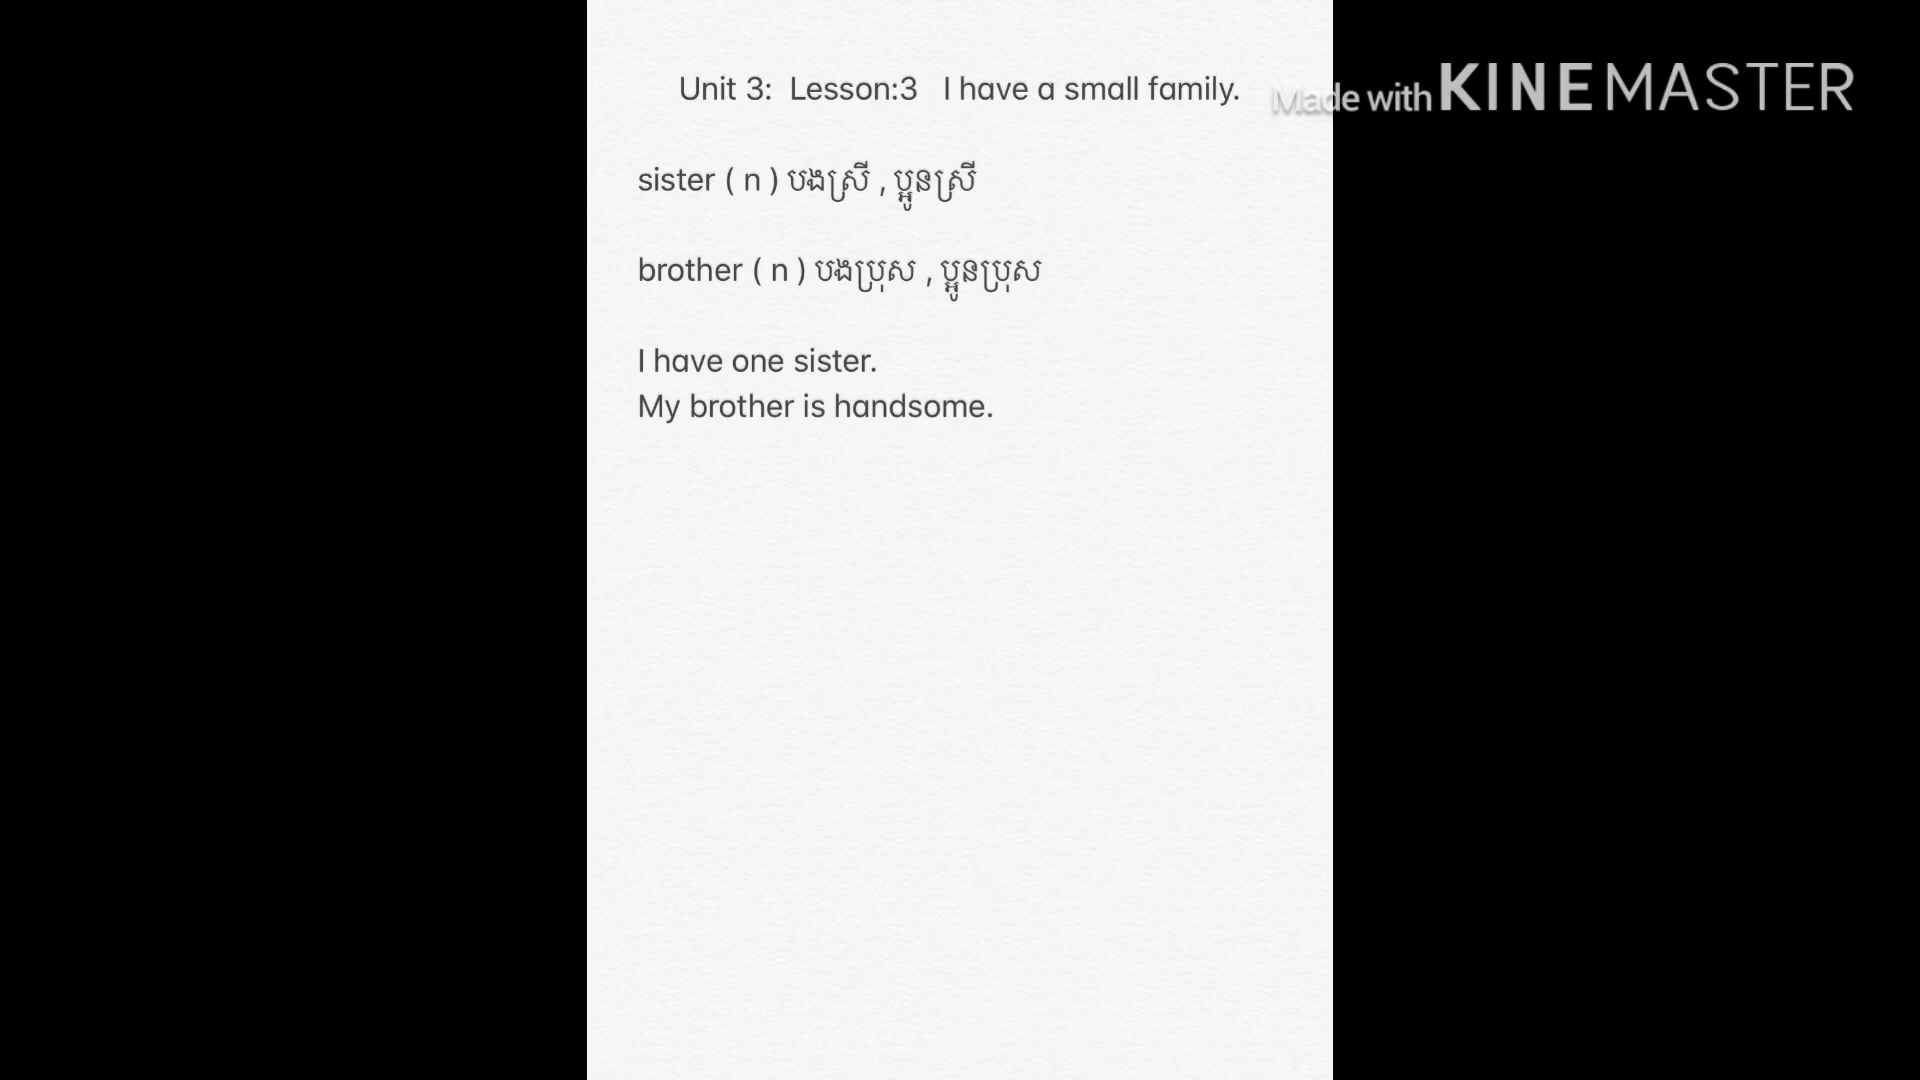 Unit 3:  Lesson:3   I have a small family.
Made with KINEMASTER
sister ( n ) បងស្រី , ប្អូនស្រី
brother ( n ) បងប្រុស , ប្អូនប្រុស
I have one sister.
My brother is handsome.